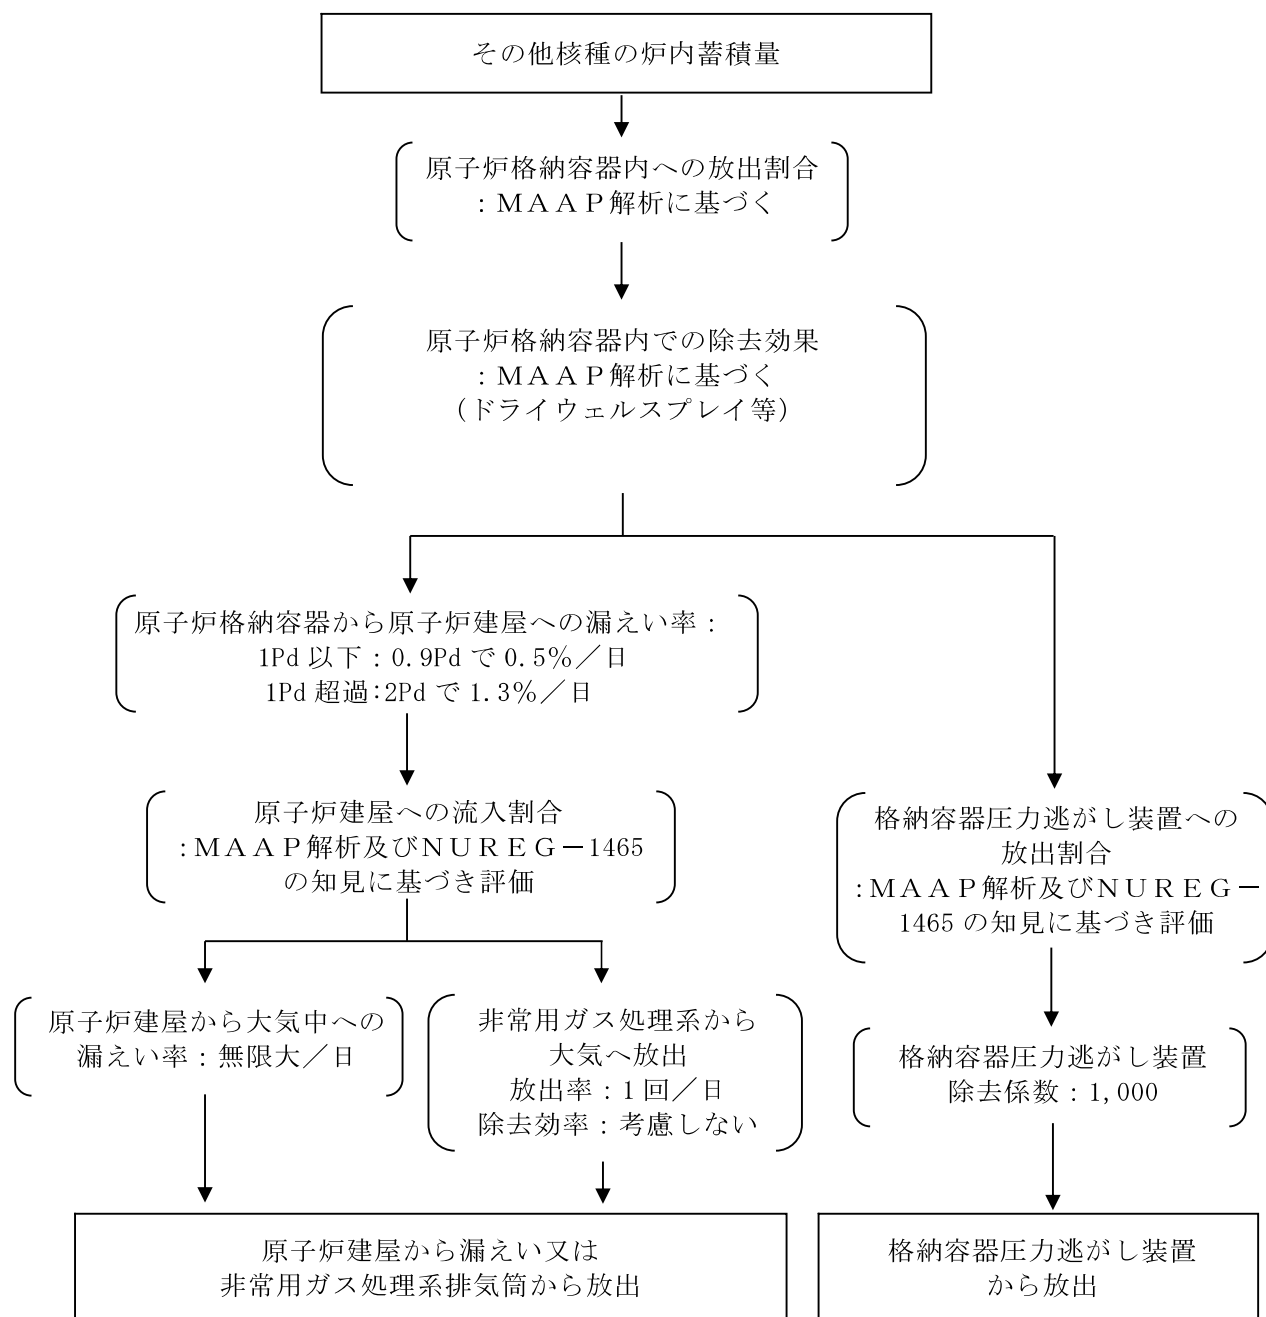 その他核種の炉内蓄積量
原子炉格納容器内への放出割合
：ＭＡＡＰ解析に基づく
原子炉格納容器内での除去効果
：ＭＡＡＰ解析に基づく
（ドライウェルスプレイ等）
原子炉格納容器から原子炉建屋への漏えい率：
1Pd 以下：0.9Pd で 0.5％／日
1Pd 超過：2Pd で 1.3％／日
原子炉建屋への流入割合
：ＭＡＡＰ解析及びＮＵＲＥＧ－1465
の知見に基づき評価
格納容器圧力逃がし装置への
放出割合
：ＭＡＡＰ解析及びＮＵＲＥＧ－
1465 の知見に基づき評価
原子炉建屋から大気中への
漏えい率：無限大／日
非常用ガス処理系から
大気へ放出
放出率：1 回／日
除去効率：考慮しない
格納容器圧力逃がし装置
除去係数：1,000
原子炉建屋から漏えい又は
非常用ガス処理系排気筒から放出
格納容器圧力逃がし装置
から放出